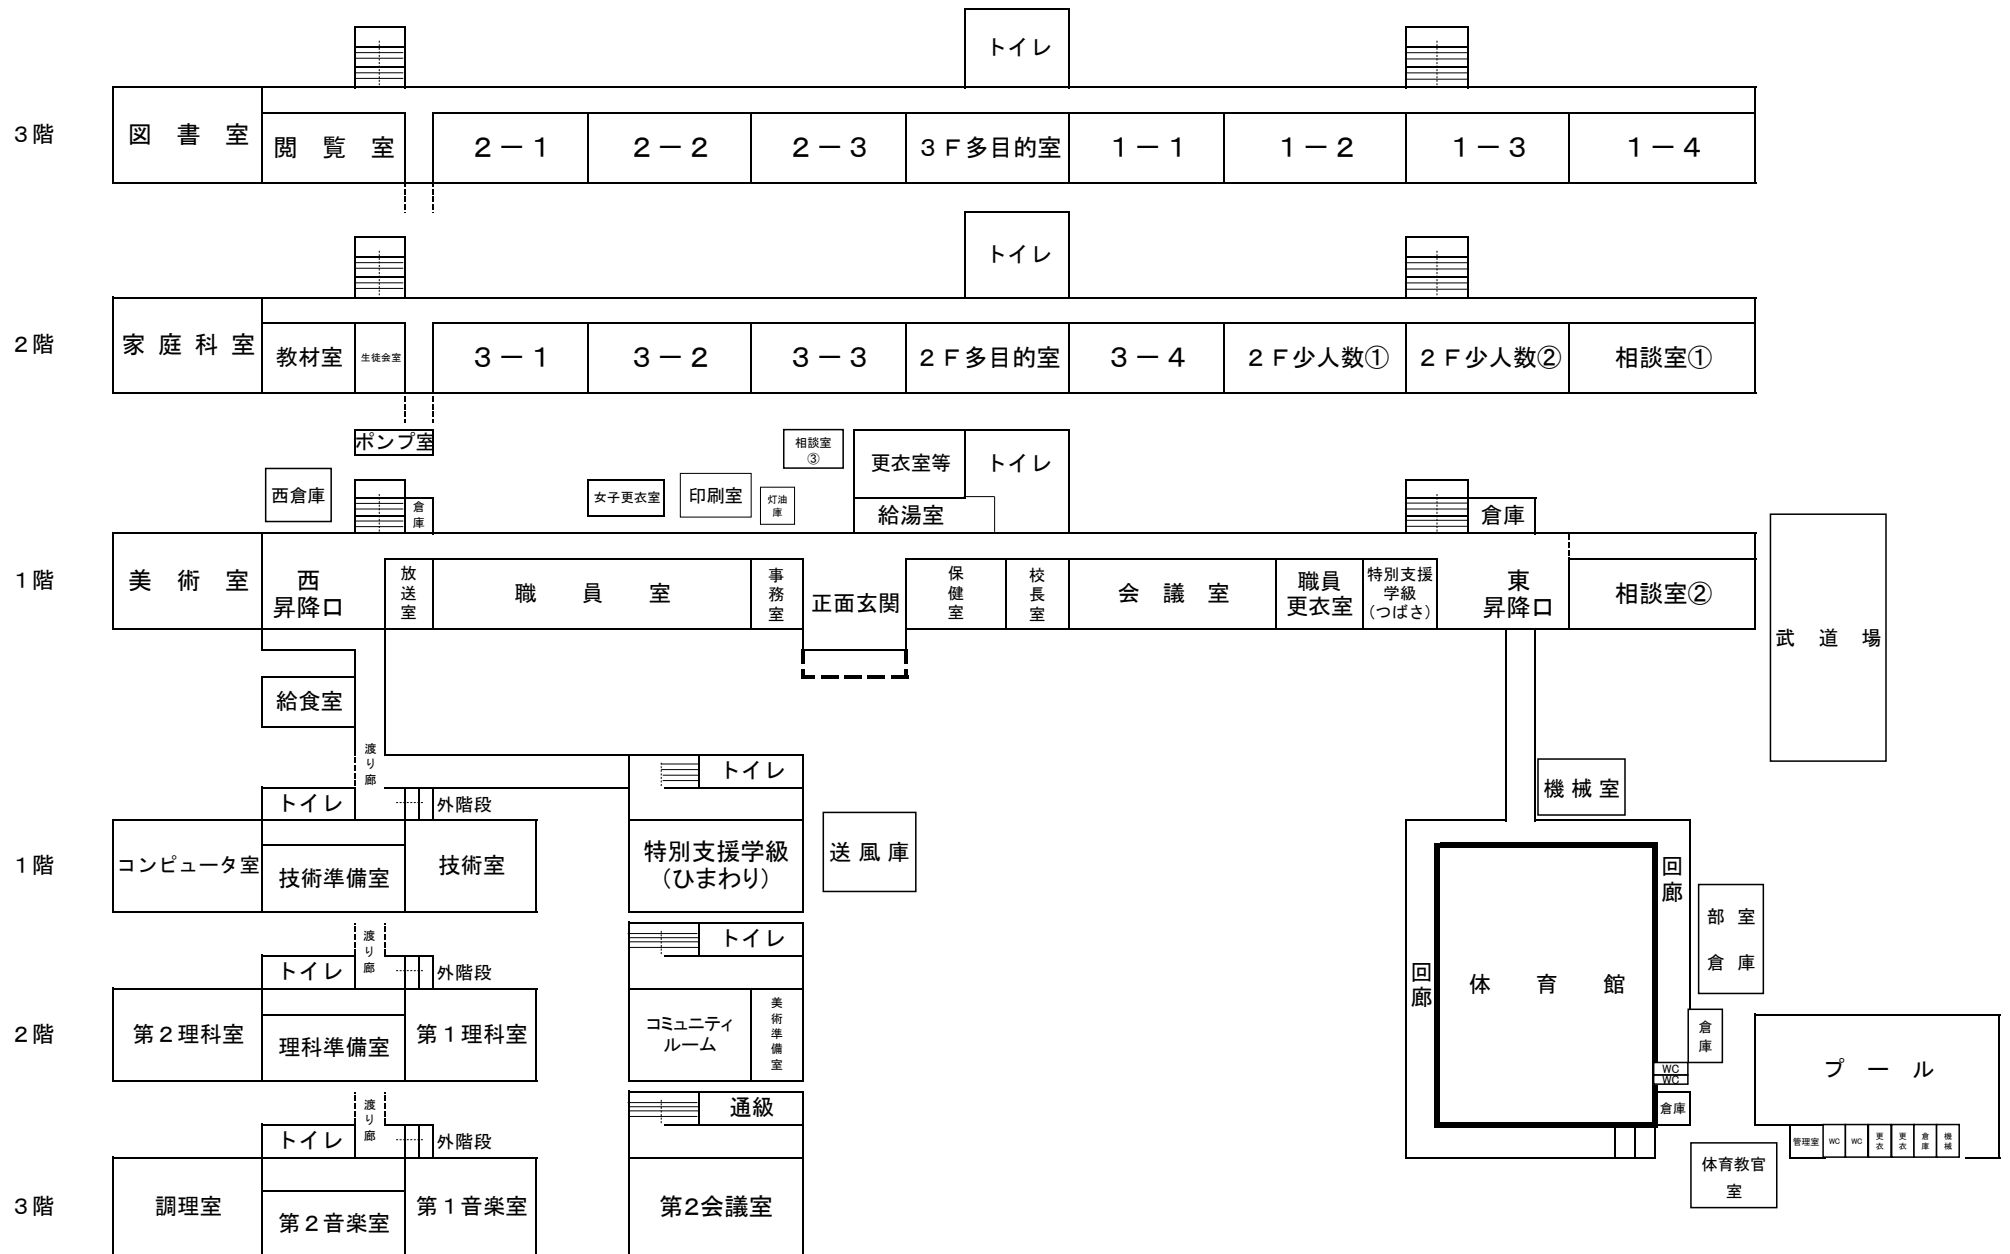 トイレ
3階
図書室
閲覧室
2－1
2－2
2－3
3F多目的室
1－1
1－2
1－3
1－4
トイレ
2階
家庭科室
教材室
生徒会室
3－1
3－2
3－3
2F多目的室
3－4
2F少人数①
2F少人数②
相談室①
ポンプ室
西倉庫
倉庫
女子更衣室
印刷室
灯油
庫
相談室
③
更衣室等
トイレ
給湯室
倉庫
1階
美術室
西
昇降口
放送室
職員室
事務室
正面玄関
保健室
校長室
会議室
職員
更衣室
特別支援
学級
(つばさ)
東
昇降口
相談室②
武道場
給食室
渡り廊
トイレ
外階段
トイレ
1階
コンピュータ室
技術準備室
技術室
特別支援学級
(ひまわり)
送風庫
機械室
回廊
回廊
体育館
部室
倉庫
倉庫
WC
WC
倉庫
体育教官
室
プール
管理室
WC
WC
更衣
更衣
倉庫
機械
渡り廊
トイレ
外階段
トイレ
2階
第2理科室
理科準備室
第1理科室
コミュニティ
ルーム
美術準備室
渡り廊
トイレ
外階段
通級
3階
調理室
第2音楽室
第1音楽室
第2会議室